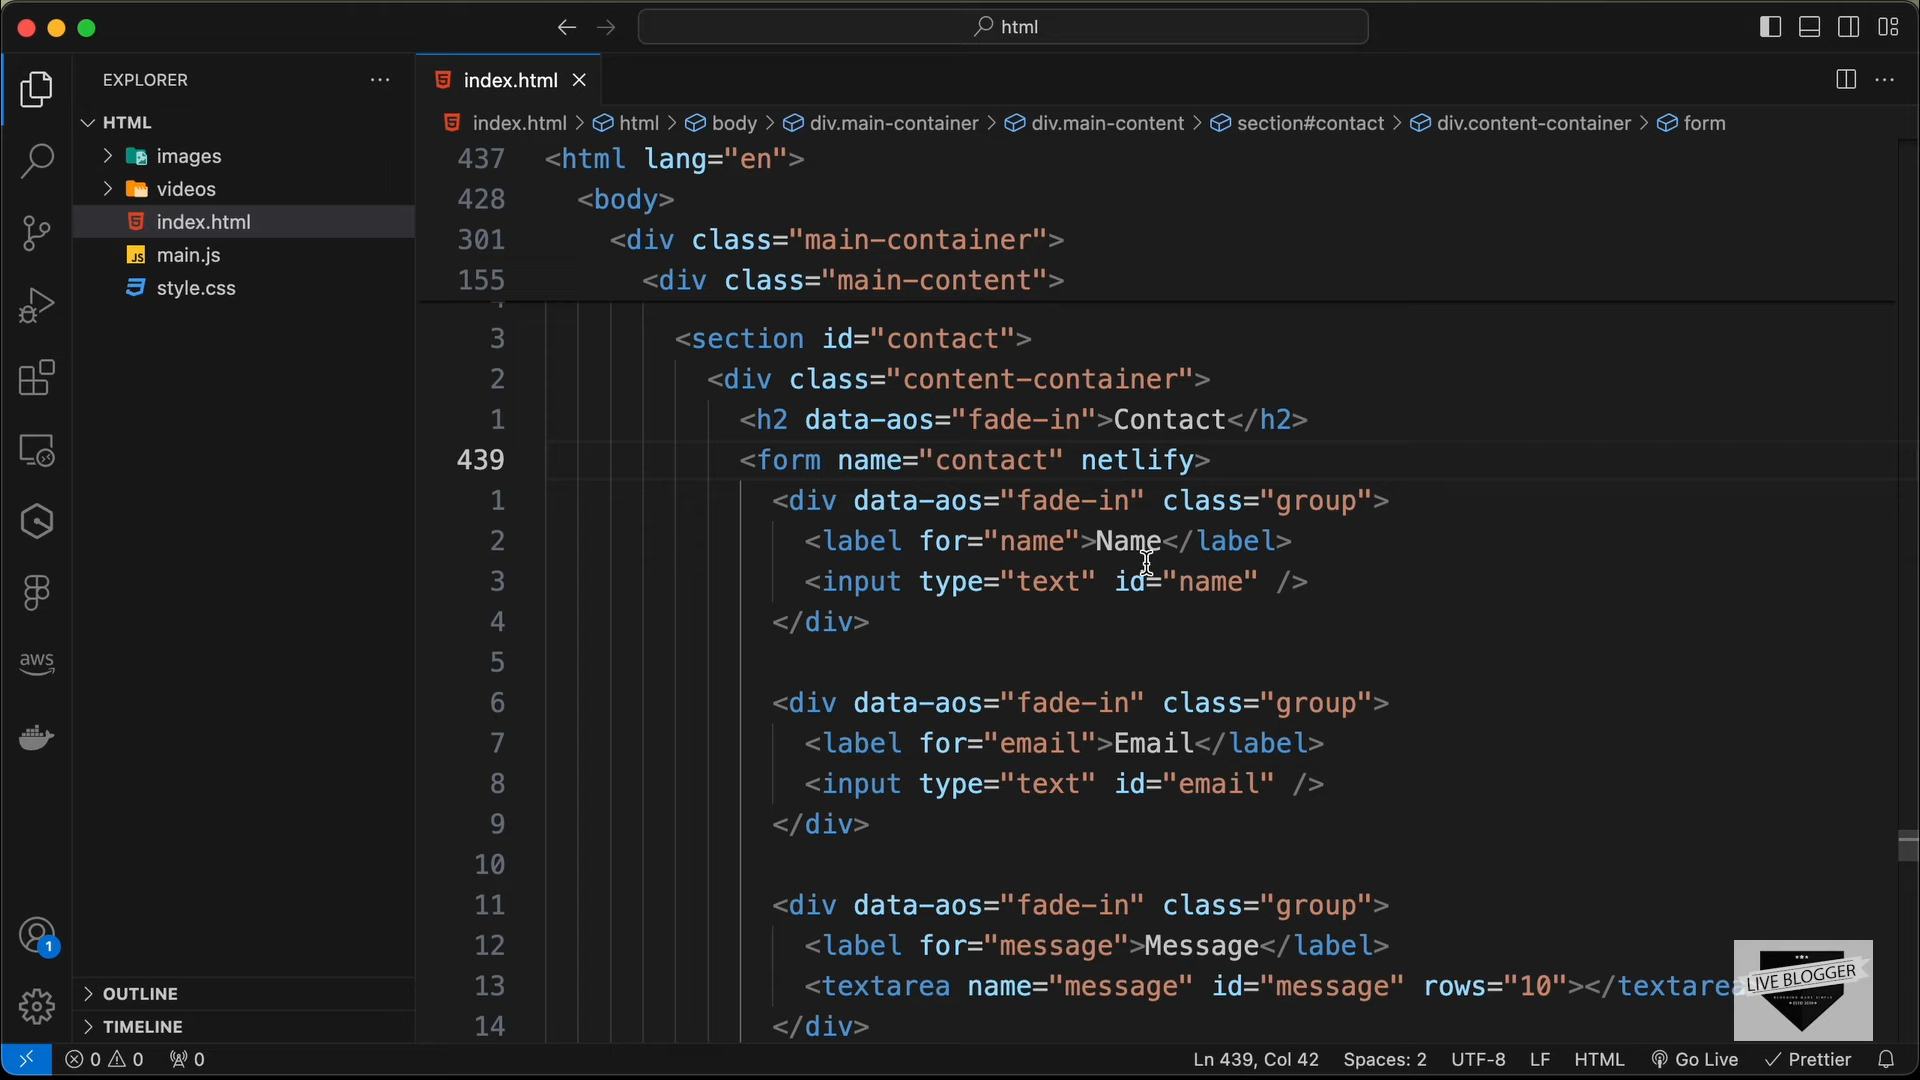 html
EXPLORER
HTML
images
videos
index.html
main.js
style.css
OUTLINE
TIMELINE
aws
1
index.html
index.html > html > body > div.main-container > div.main-content > section#contact > div.content-container > form
437 <html lang="en">
428 <body>
301 <div class="main-container">
155 <div class="main-content">
3 <section id="contact">
2 <div class="content-container">
1 <h2 data-aos="fade-in">Contact</h2>
439 <form name="contact" netlify>
1 <div data-aos="fade-in" class="group">
2 <label for="name">Name</label>
3 <input type="text" id="name" />
4 </div>
5
6 <div data-aos="fade-in" class="group">
7 <label for="email">Email</label>
8 <input type="text" id="email" />
9 </div>
10
11 <div data-aos="fade-in" class="group">
12 <label for="message">Message</label>
13 <textarea name="message" id="message" rows="10"></textarea
14 </div>
LIVE BLOGGER
0 0 0 Ln 439, Col 42 Spaces: 2 UTF-8 LF HTML Go Live Prettier